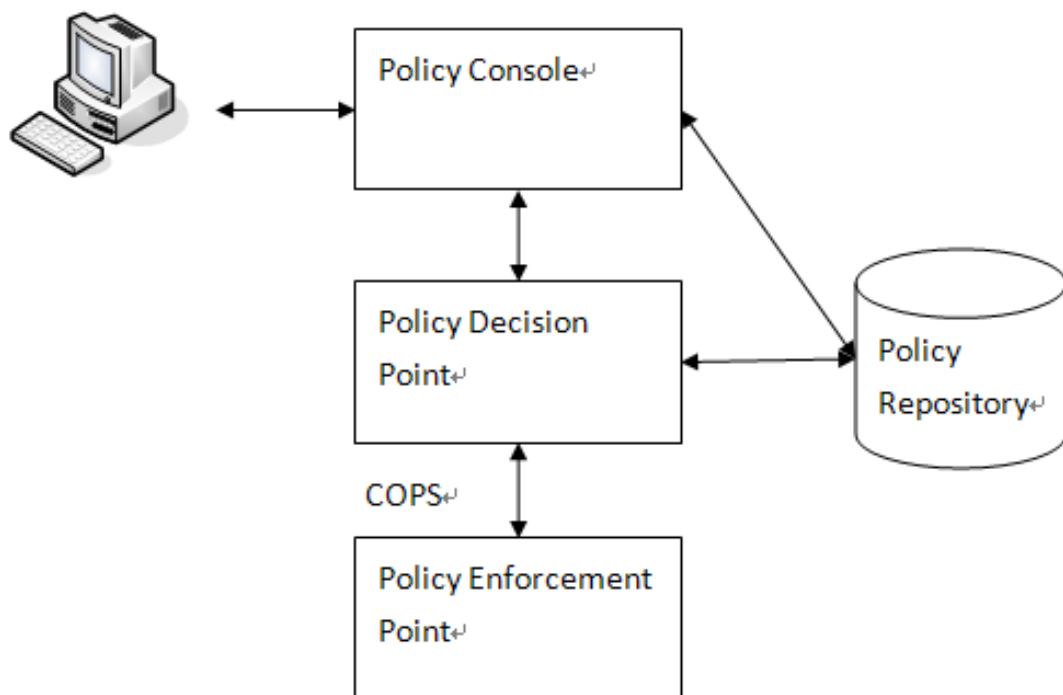 Policy Console↵
Policy Decision
Point↵
Policy
Repository↵
COPS↵
Policy Enforcement
Point↵